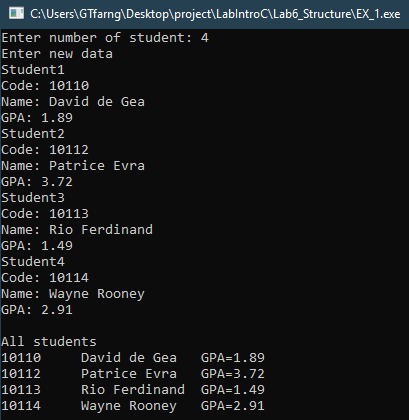 C:\Users\GTfarng\Desktop\project\LabIntroC\Lab6_Structure\EX_1.exe
Enter number of student: 4
Enter new data
Student1
Code: 10110
Name: David de Gea
GPA: 1.89
Student2
Code: 10112
Name: Patrice Evra
GPA: 3.72
Student3
Code: 10113
Name: Rio Ferdinand
GPA: 1.49
Student4
Code: 10114
Name: Wayne Rooney
GPA: 2.91
All students
10110 David de Gea GPA=1.89
10112 Patrice Evra GPA=3.72
10113 Rio Ferdinand GPA=1.49
10114 Wayne Rooney GPA=2.91